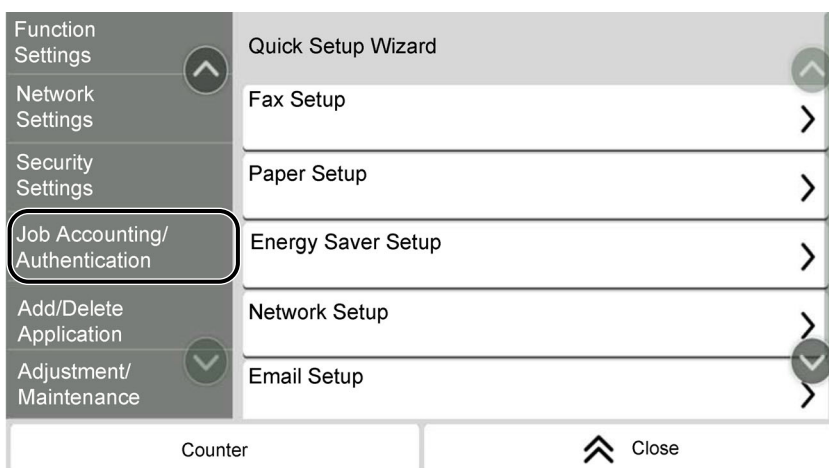 Function
Settings
Network
Settings
Security
Settings
Job Accounting/
Authentication
Add/Delete
Application
Adjustment/
Maintenance
Quick Setup Wizard
Fax Setup
Paper Setup
Energy Saver Setup
Network Setup
Email Setup
Counter
Close